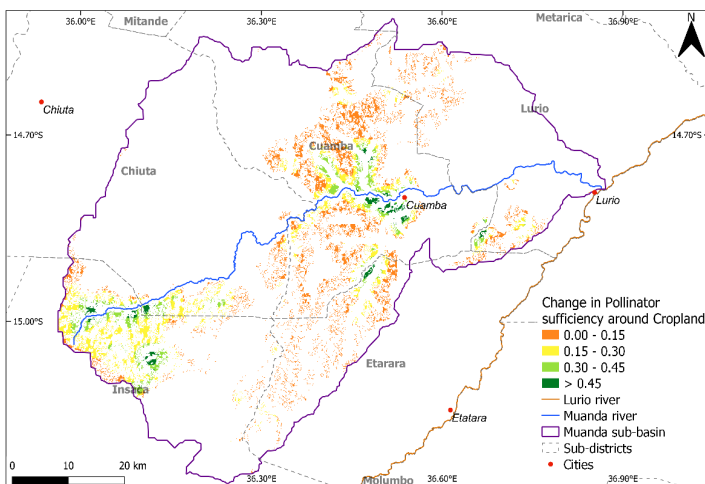 36.00°E
36.30°E
36.60°E
36.90°E
N
Mitande
Metarica
Chiuta
Lurio
14.70°S
14.70°S
Cuamba
Chiuta
Cuamba
Lurio
15.00°S
15.00°S
Change in Pollinator
sufficiency around Cropland
0.00 - 0.15
0.15 - 0.30
0.30 - 0.45
> 0.45
Lurio river
Muanda river
Muanda sub-basin
Sub-districts
Cities
Etarara
Insaca
Etatara
0 10 20 km
36.30°E
Molumbo
36.60°E
36.90°E